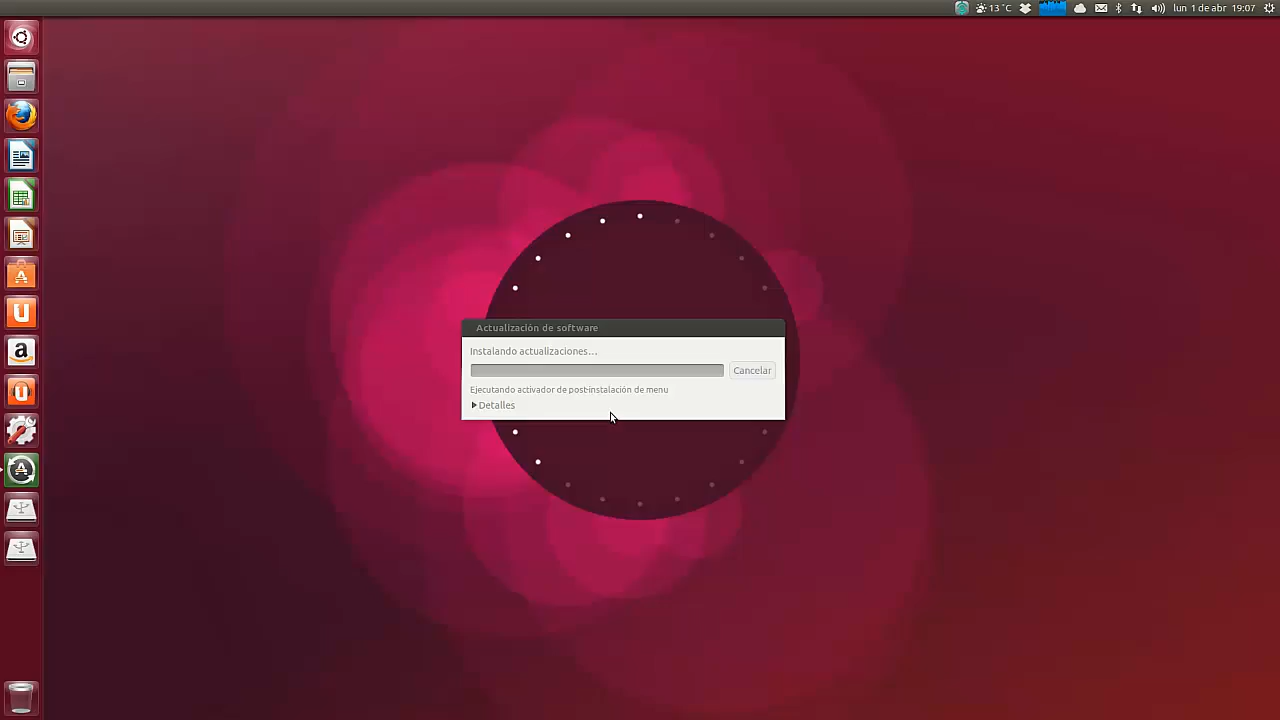 13 °C
lun 1 de abr 19:07
Actualización de software
Instalando actualizaciones...
Cancelar
Ejecutando activador de post-instalación de menu
Detalles